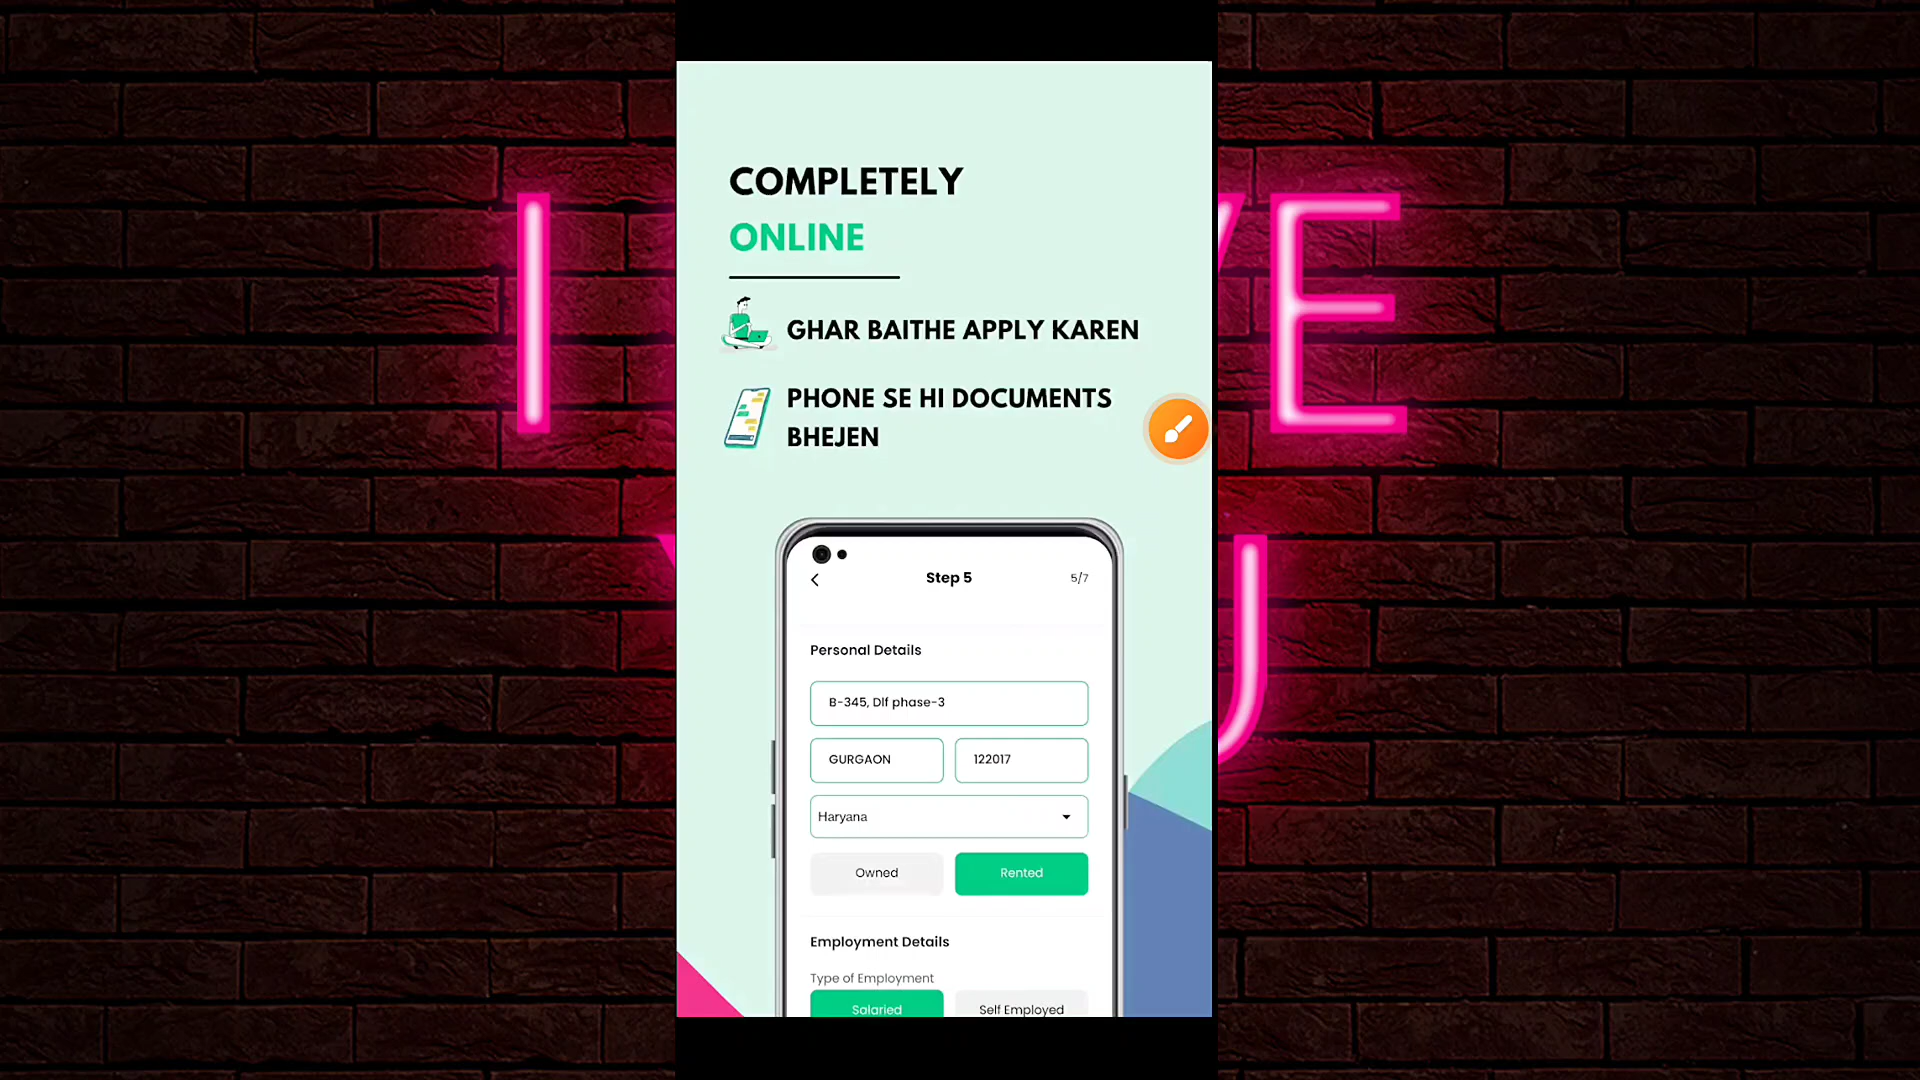 COMPLETELY
ONLINE
GHAR BAITHE APPLY KAREN
PHONE SE HI DOCUMENTS
BHEJEN
Step 5
5/7
Personal Details
B-345, Dlf phase-3
GURGAON
122017
Haryana
Owned
Rented
Employment Details
Type of Employment
Salaried
Self Employed
I
E